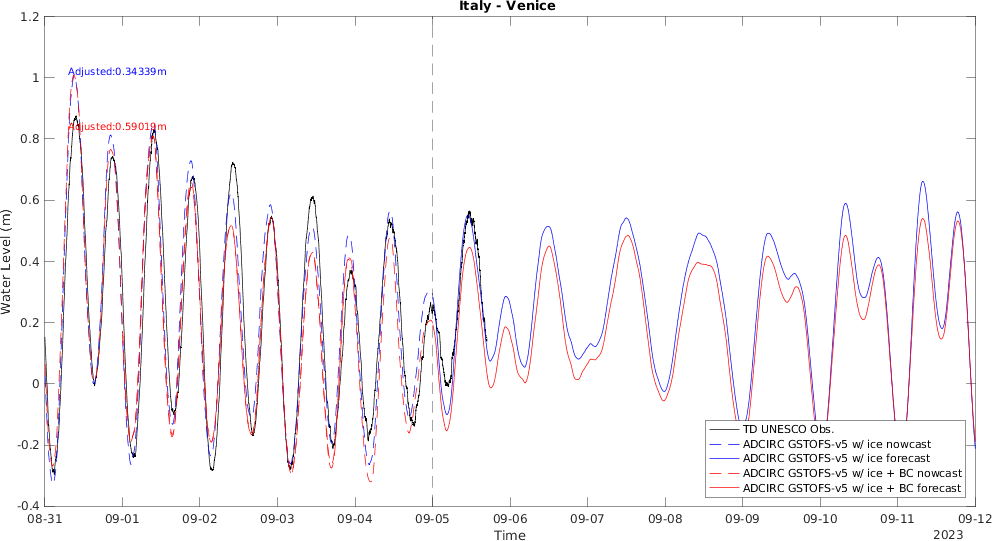 Italy - Venice
Water Level (m)
1.2
1
0.8
0.6
0.4
0.2
0
-0.2
-0.4
Adjusted:0.34339m
Adjusted:0.59019m
TD UNESCO Obs.
ADCIRC GSTOFS-v5 w/ ice nowcast
ADCIRC GSTOFS-v5 w/ ice forecast
ADCIRC GSTOFS-v5 w/ ice + BC nowcast
ADCIRC GSTOFS-v5 w/ ice + BC forecast
08-31 09-01 09-02 09-03 09-04 09-05 09-06 09-07 09-08 09-09 09-10 09-11 09-12
Time
2023